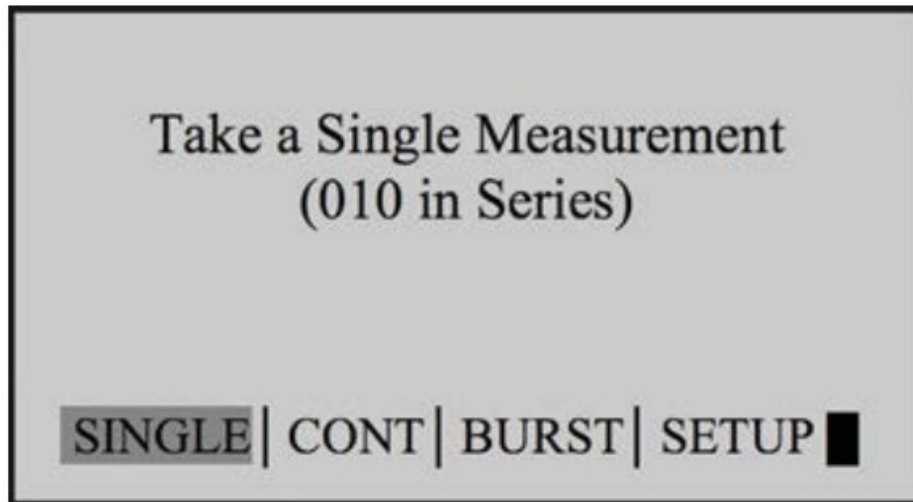 Take a Single Measurement
(010 in Series)
SINGLE| CONT| BURST| SETUP